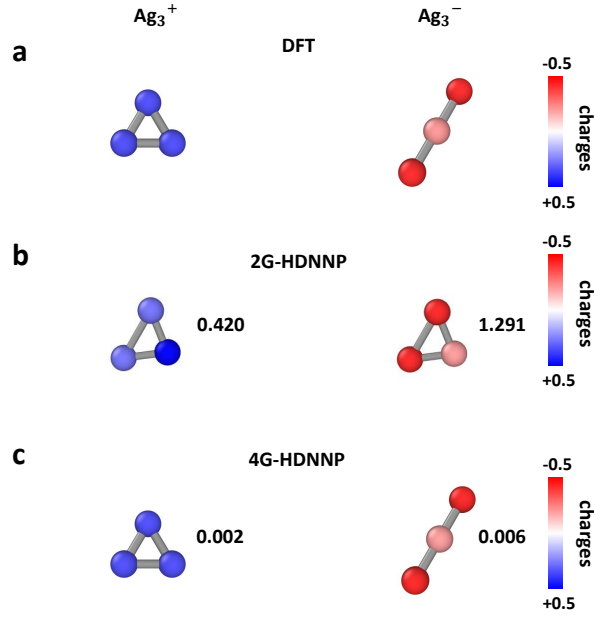 Ag₃⁺ Ag₃⁻
a DFT
-0.5
charges
+0.5
b 2G-HDNNP
-0.5
0.420 1.291
charges
+0.5
c 4G-HDNNP
-0.5
0.002 0.006
charges
+0.5